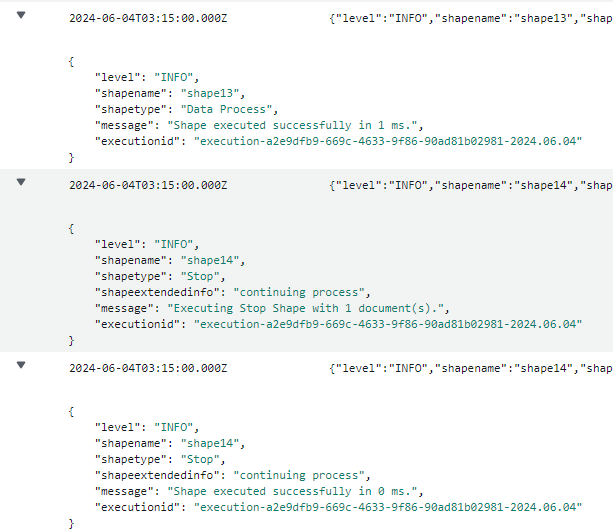 2024-06-04T03:15:00.000Z {"level":"INFO","shapename":"shape13","shap
{
"level": "INFO",
"shapename": "shape13",
"shapetype": "Data Process",
"message": "Shape executed successfully in 1 ms.",
"executionid": "execution-a2e9dfb9-669c-4633-9f86-90ad81b02981-2024.06.04"
}
2024-06-04T03:15:00.000Z {"level":"INFO","shapename":"shape14","shap
{
"level": "INFO",
"shapename": "shape14",
"shapetype": "Stop",
"shapeextendedinfo": "continuing process",
"message": "Executing Stop Shape with 1 document(s).",
"executionid": "execution-a2e9dfb9-669c-4633-9f86-90ad81b02981-2024.06.04"
}
2024-06-04T03:15:00.000Z {"level":"INFO","shapename":"shape14","shap
{
"level": "INFO",
"shapename": "shape14",
"shapetype": "Stop",
"shapeextendedinfo": "continuing process",
"message": "Shape executed successfully in 0 ms.",
"executionid": "execution-a2e9dfb9-669c-4633-9f86-90ad81b02981-2024.06.04"
}